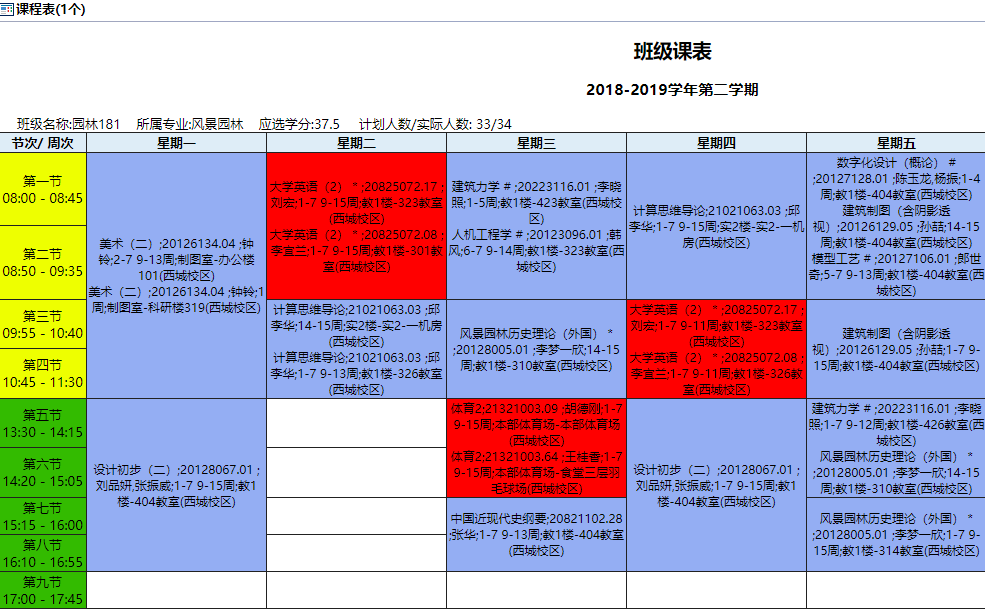 课程表(1个)
班级课表
2018-2019学年第二学期
班级名称:园林181 所属专业:风景园林 应选学分:37.5 计划人数/实际人数: 33/34
节次/ 周次 星期一 星期二 星期三 星期四 星期五
第一节
08:00 - 08:45
第二节
08:50 - 09:35
美术（二）;20126134.04 ;钟
铃;2-7 9-13周;制图室-办公楼
101(西城校区)
美术（二）;20126134.04 ;钟铃;1
周;制图室-科研楼319(西城校区)
大学英语（2） * ;20825072.17 ;
刘宏;1-7 9-15周;教1楼-323教室
(西城校区)
大学英语（2） * ;20825072.08 ;
李宜兰;1-7 9-15周;教1楼-301教
室(西城校区)
建筑力学 # ;20223116.01 ;李晓
照;1-5周;教1楼-423教室(西城校
区)
人机工程学 # ;20123096.01 ;韩
风;6-7 9-14周;教1楼-323教室(西
城校区)
计算思维导论;21021063.03 ;邱
李华;1-7 9-15周;实2楼-实2-一机
房(西城校区)
数字化设计（概论） #
;20127128.01 ;陈玉龙,杨振;1-4
周;教1楼-404教室(西城校区)
建筑制图（含阴影透
视）;20126129.05 ;孙喆;14-15
周;教1楼-404教室(西城校区)
模型工艺 # ;20127106.01 ;郎世
奇;5-7 9-13周;教1楼-404教室(西
城校区)
第三节
09:55 - 10:40
第四节
10:45 - 11:30
计算思维导论;21021063.03 ;邱
李华;14-15周;实2楼-实2-一机房
(西城校区)
计算思维导论;21021063.03 ;邱
李华;1-7 9-13周;教1楼-326教室
(西城校区)
风景园林历史理论（外国） *
;20128005.01 ;李梦一欣;14-15
周;教1楼-310教室(西城校区)
大学英语（2） * ;20825072.17 ;
刘宏;1-7 9-11周;教1楼-323教室
(西城校区)
大学英语（2） * ;20825072.08 ;
李宜兰;1-7 9-11周;教1楼-326教
室(西城校区)
建筑制图（含阴影透
视）;20126129.05 ;孙喆;1-7 9-
15周;教1楼-404教室(西城校区)
第五节
13:30 - 14:15
第六节
14:20 - 15:05
第七节
15:15 - 16:00
第八节
16:10 - 16:55
设计初步（二）;20128067.01 ;
刘品妍,张振威;1-7 9-15周;教1
楼-404教室(西城校区)
体育2;21321003.09 ;胡德刚;1-7
9-15周;本部体育场-本部体育场
(西城校区)
体育2;21321003.64 ;王桂香;1-7
9-15周;本部体育场-食堂三层羽
毛球场(西城校区)
中国近现代史纲要;20821102.28
;张华;1-7 9-13周;教1楼-404教室
(西城校区)
设计初步（二）;20128067.01 ;
刘品妍,张振威;1-7 9-15周;教1
楼-404教室(西城校区)
建筑力学 # ;20223116.01 ;李晓
照;1-7 9-12周;教1楼-426教室(西
城校区)
风景园林历史理论（外国） *
;20128005.01 ;李梦一欣;14-15
周;教1楼-310教室(西城校区)
风景园林历史理论（外国） *
;20128005.01 ;李梦一欣;1-7 9-
15周;教1楼-314教室(西城校区)
第九节
17:00 - 17:45